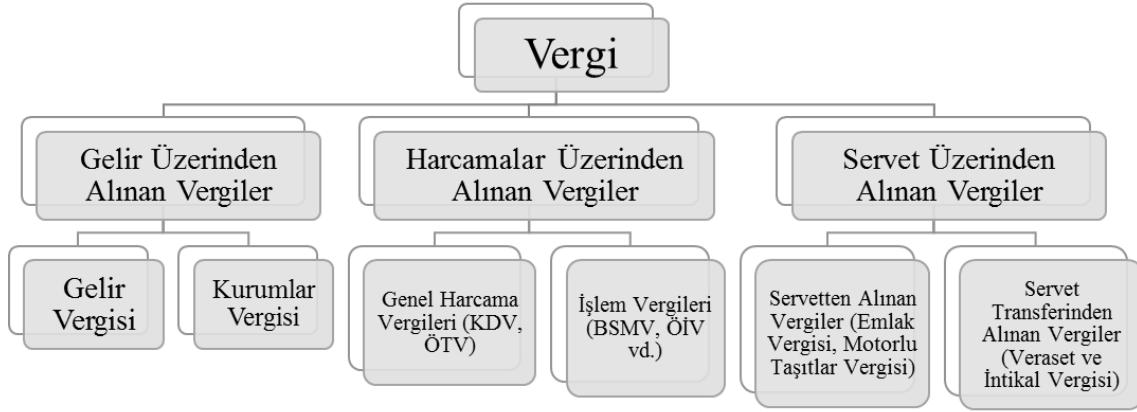 Vergi
Gelir Üzerinden
Alınan Vergiler
Harcamalar Üzerinden
Alınan Vergiler
Servet Üzerinden
Alınan Vergiler
Gelir
Vergisi
Kurumlar
Vergisi
Genel Harcama
Vergileri (KDV,
ÖTV)
İşlem Vergileri
(BSMV, ÖİV
vd.)
Servetten Alınan
Vergiler (Emlak
Vergisi, Motorlu
Taşıtlar Vergisi)
Servet
Transferinden
Alınan Vergiler
(Veraset ve
İntikal Vergisi)